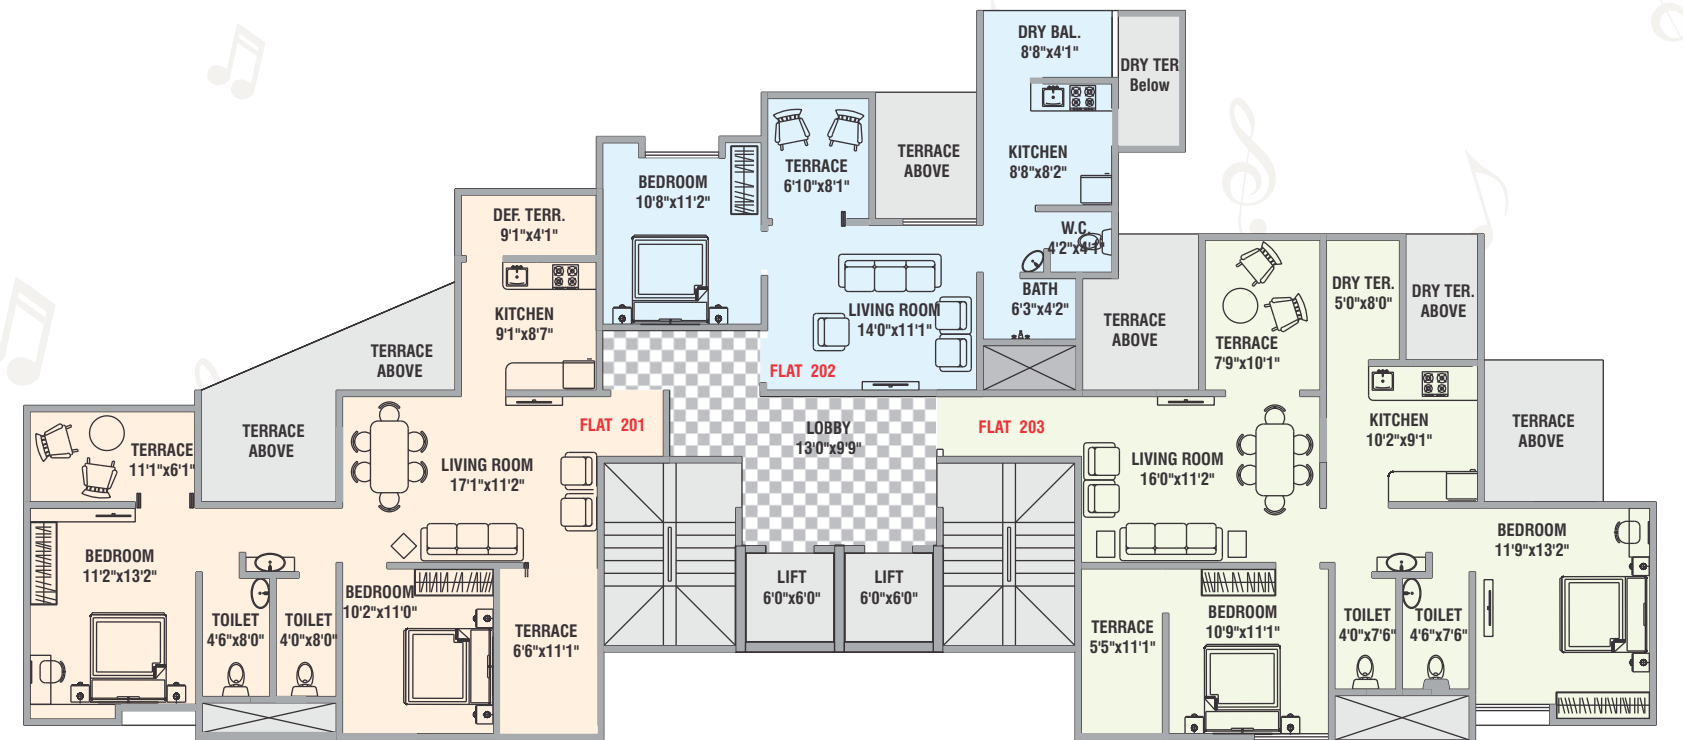 DRY BAL.
8'8"x4'1"
DRY TER
Below
KITCHEN
8'8"x8'2"
TERRACE
ABOVE
TERRACE
6'10"x8'1"
BEDROOM
10'8"x11'2"
W.C.
4'2"x4'1"
BATH
6'3"x4'2"
LIVING ROOM
14'0"x11'1"
FLAT 202
DEF. TERR.
9'1"x4'1"
KITCHEN
9'1"x8'7"
TERRACE
ABOVE
TERRACE
ABOVE
FLAT 201
TERRACE
11'1"x6'1"
LIVING ROOM
17'1"x11'2"
BEDROOM
11'2"x13'2"
TOILET
4'6"x8'0"
TOILET
4'0"x8'0"
BEDROOM
10'2"x11'0"
TERRACE
6'6"x11'1"
LOBBY
13'0"x9'9"
LIFT
6'0"x6'0"
LIFT
6'0"x6'0"
FLAT 203
TERRACE
ABOVE
TERRACE
7'9"x10'1"
DRY TER.
5'0"x8'0"
DRY TER.
ABOVE
KITCHEN
10'2"x9'1"
TERRACE
ABOVE
LIVING ROOM
16'0"x11'2"
BEDROOM
11'9"x13'2"
TERRACE
5'5"x11'1"
BEDROOM
10'9"x11'1"
TOILET
4'0"x7'6"
TOILET
4'6"x7'6"